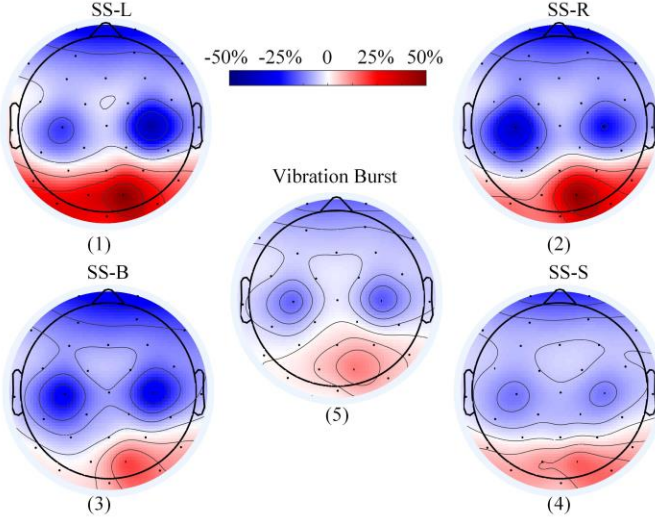 SS-L
SS-R
-50% -25% 0 25% 50%
Vibration Burst
(1)
(2)
SS-B
SS-S
(5)
(3)
(4)